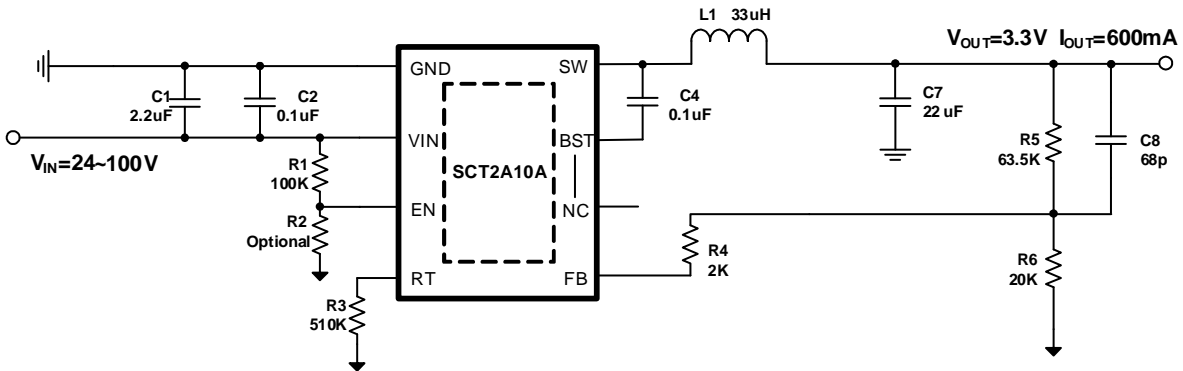 L1 33uH
VOUT=3.3V IOUT=600mA
GND
SW
C1
2.2uF
C2
0.1uF
C4
0.1uF
C7
22 uF
R5
63.5K
C8
68p
VIN
BST
VIN=24~100V
R1
100K
SCT2A10A
EN
NC
R2
Optional
R4
2K
R6
20K
RT
FB
R3
510K